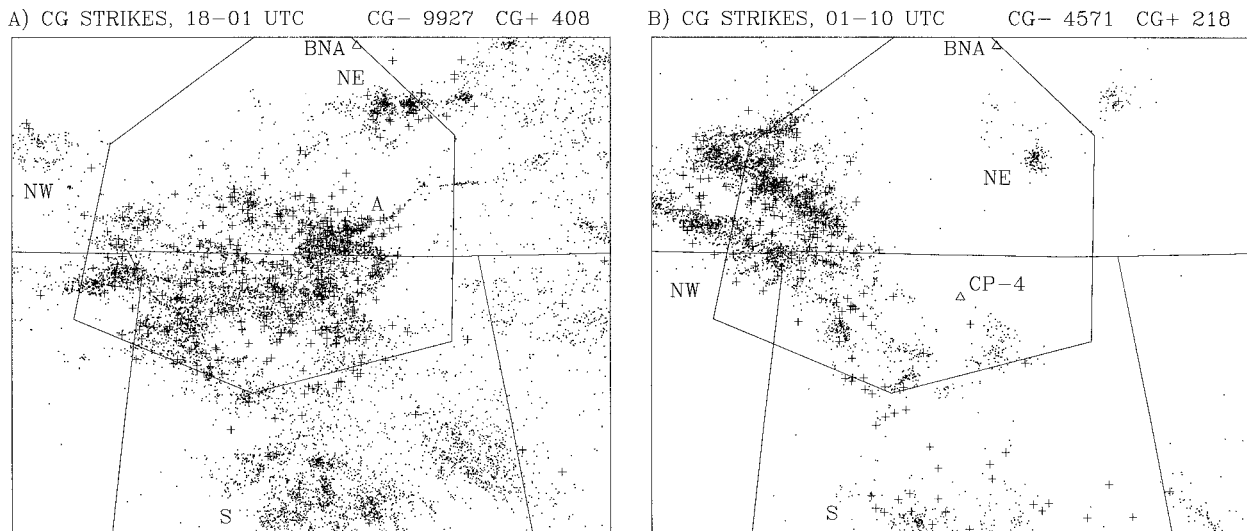 A) CG STRIKES, 18-01 UTC CG- 9927 CG+ 408
BNA
NE
NW
A
S
B) CG STRIKES, 01-10 UTC CG- 4571 CG+ 218
BNA
NE
NW
CP-4
S